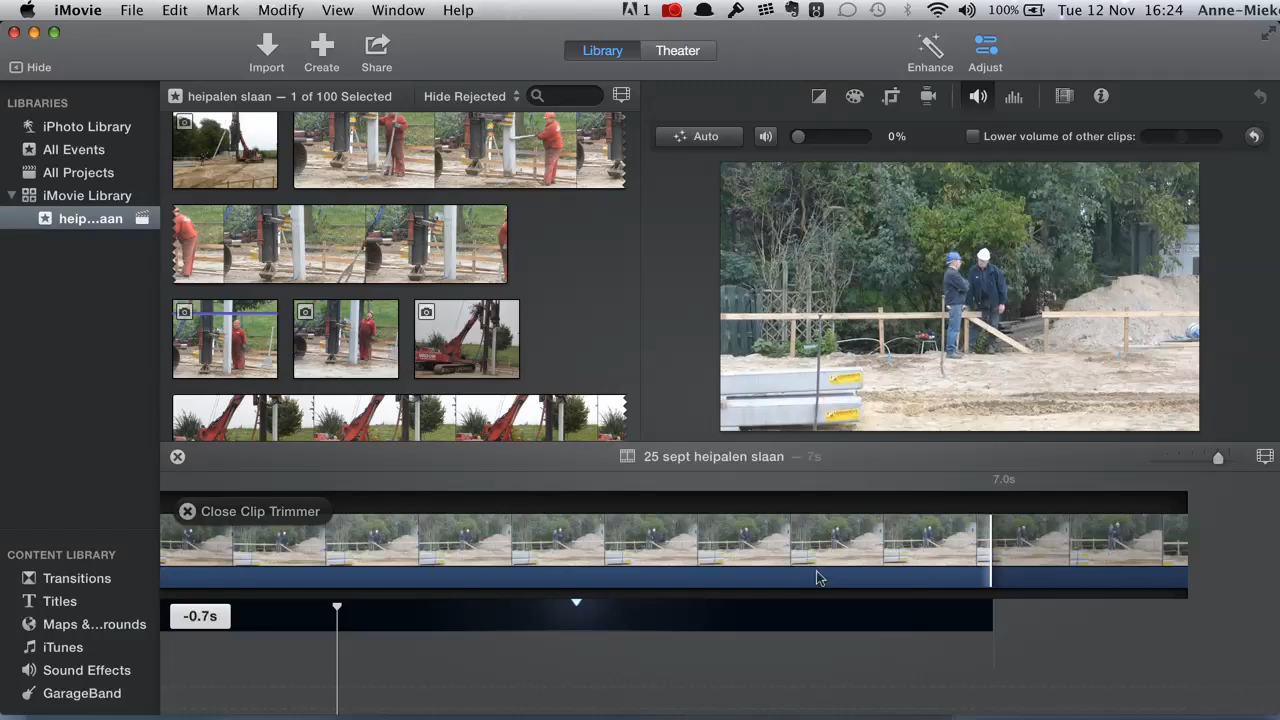 iMovie File Edit Mark Modify View Window Help 1 100% Tue 12 Nov 16:24 Anne-Miek
Hide Import Create Share Library Theater Enhance Adjust
LIBRARIES
iPhoto Library
All Events
All Projects
iMovie Library
heip...aan
heipalen slaan — 1 of 100 Selected Hide Rejected
Auto 0% Lower volume of other clips:
25 sept heipalen slaan — 7s
7.0s
Close Clip Trimmer
-0.7s
CONTENT LIBRARY
Transitions
Titles
Maps &...rounds
iTunes
Sound Effects
GarageBand